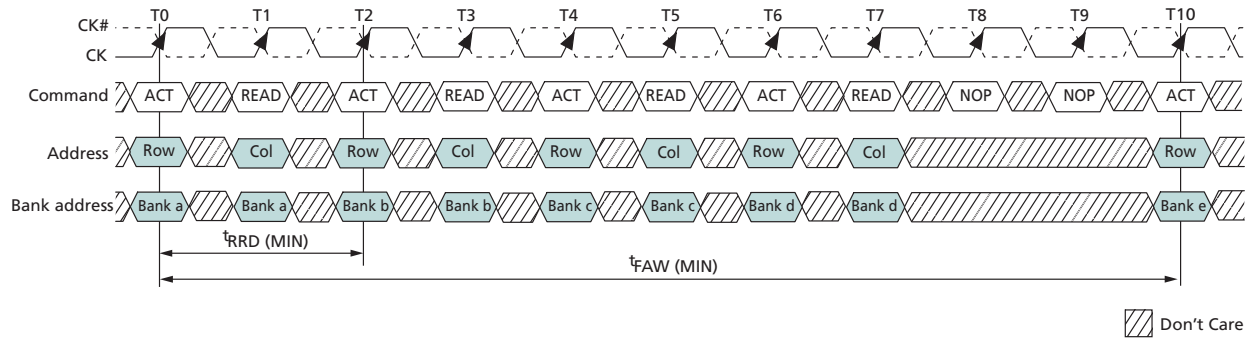 T0 T1 T2 T3 T4 T5 T6 T7 T8 T9 T10
CK#
CK
Command ACT READ ACT READ ACT READ ACT READ NOP NOP ACT
Address Row Col Row Col Row Col Row Col Row
Bank address Bank a Bank a Bank b Bank b Bank c Bank c Bank d Bank d Bank e
tRRD (MIN)
tFAW (MIN)
Don't Care